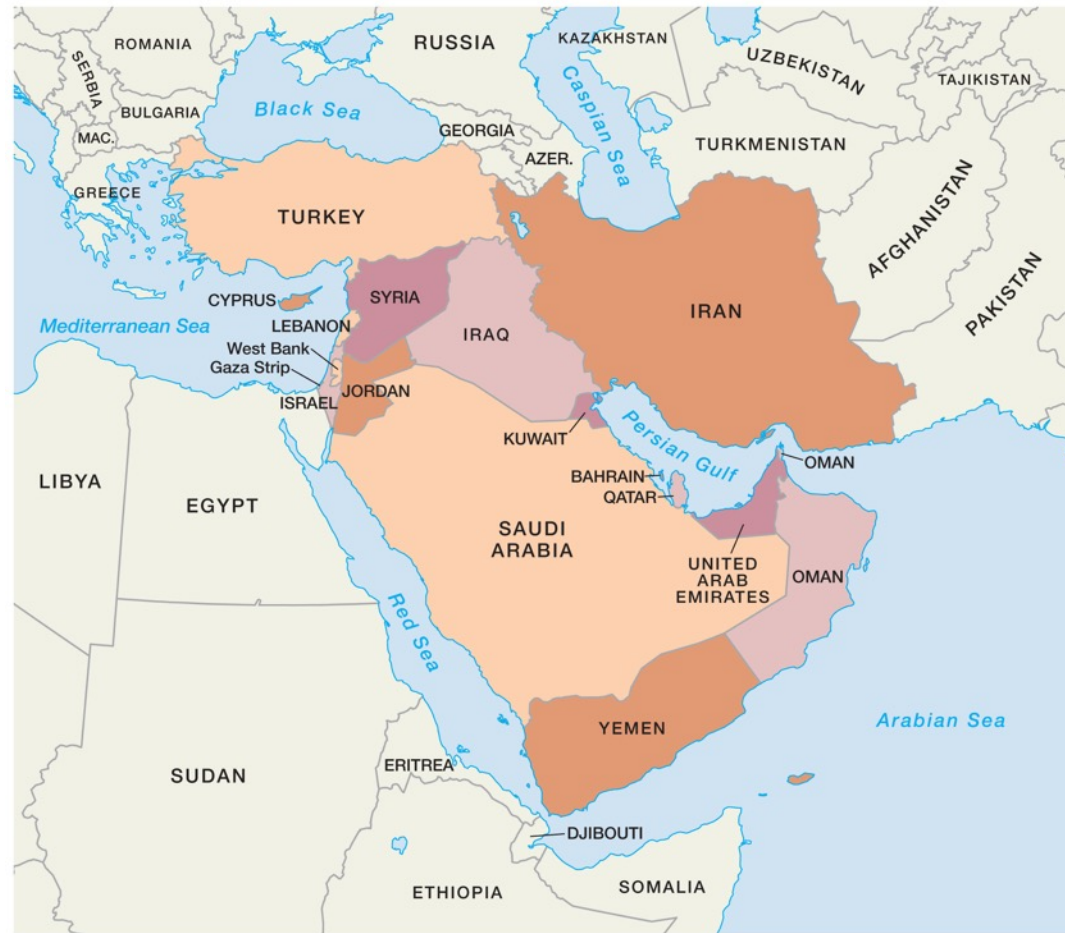 ROMANIA
RUSSIA
KAZAKHSTAN
UZBEKISTAN
TAJIKISTAN
SERBIA
BULGARIA
Black Sea
Caspian Sea
MAC.
GEORGIA
AZER.
TURKMENISTAN
GREECE
TURKEY
AFGHANISTAN
PAKISTAN
CYPRUS
SYRIA
IRAN
Mediterranean Sea
LEBANON
IRAQ
West Bank
Gaza Strip
ISRAEL
JORDAN
KUWAIT
Persian Gulf
OMAN
BAHRAIN
QATAR
LIBYA
EGYPT
SAUDI
ARABIA
UNITED
ARAB
EMIRATES
OMAN
Red Sea
YEMEN
Arabian Sea
SUDAN
ERITREA
DJIBOUTI
ETHIOPIA
SOMALIA